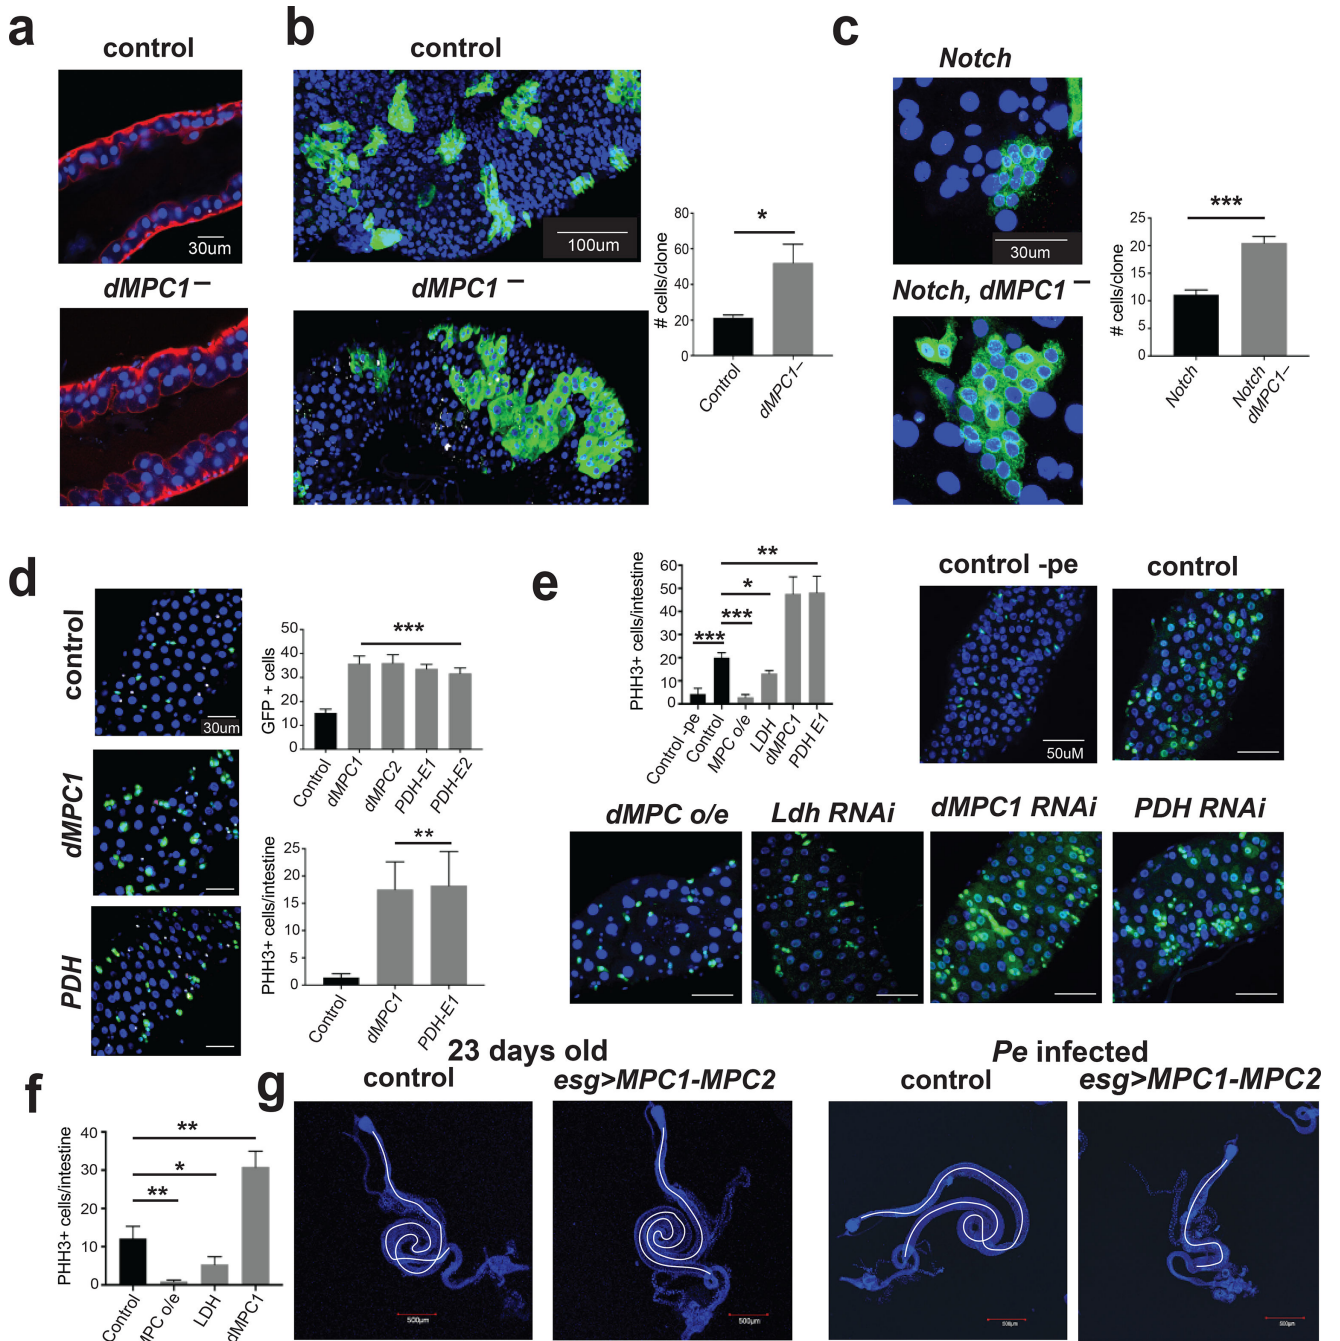 a
control
30um
dMPC1–
b
control
100um
dMPC1 –
# cells/clone
80
60
40
20
0
*
Control
dMPC1–
c
Notch
30um
Notch, dMPC1 –
# cells/clone
25
20
15
10
5
0
***
Notch
Notch
dMPC1–
d
control
30um
dMPC1
PDH
GFP + cells
50
40
30
20
10
0
***
Control
dMPC1
dMPC2
PDH-E1
PDH-E2
PHH3+ cells/intestine
25
20
15
10
5
0
**
Control
dMPC1
PDH-E1
e
PHH3+ cells/intestine
60
50
40
30
20
10
0
**
*
***
***
Control -pe
Control
MPC o/e
LDH
dMPC1
PDH E1
control -pe
50uM
control
dMPC o/e
Ldh RNAi
dMPC1 RNAi
PDH RNAi
f
PHH3+ cells/intestine
40
30
20
10
0
**
*
**
Control
MPC o/e
LDH
dMPC1
g
23 days old
control
esg>MPC1-MPC2
500µm
500µm
Pe infected
control
esg>MPC1-MPC2
500µm
500µm